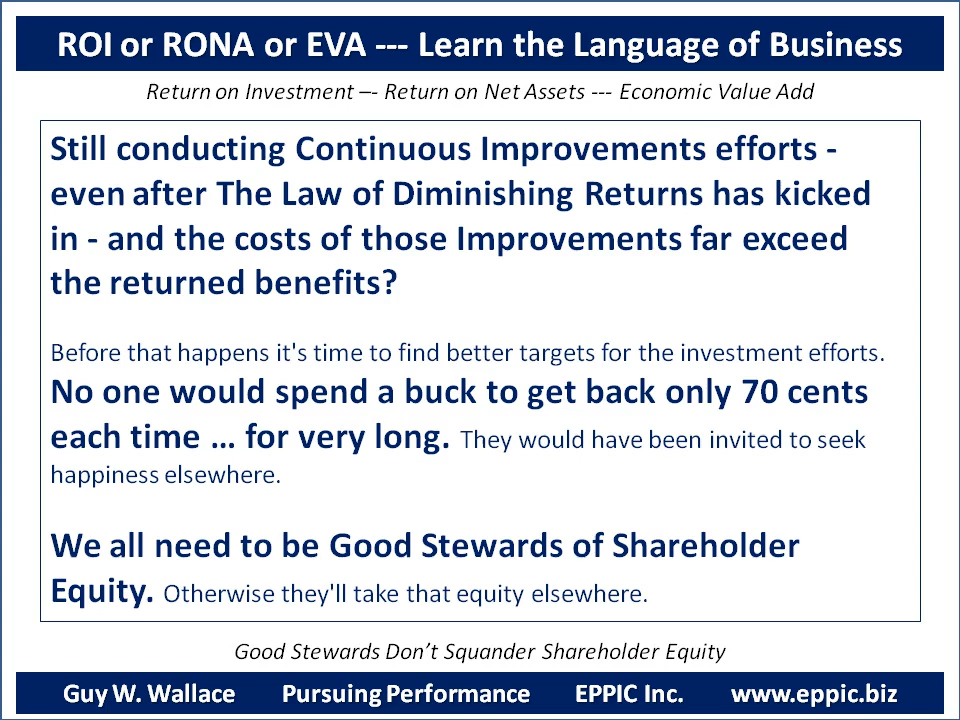 ROI or RONA or EVA --- Learn the Language of Business
Return on Investment –- Return on Net Assets --- Economic Value Add
Still conducting Continuous Improvements efforts -
even after The Law of Diminishing Returns has kicked
in - and the costs of those Improvements far exceed
the returned benefits?
Before that happens it's time to find better targets for the investment efforts.
No one would spend a buck to get back only 70 cents
each time … for very long. They would have been invited to seek
happiness elsewhere.
We all need to be Good Stewards of Shareholder
Equity. Otherwise they'll take that equity elsewhere.
Good Stewards Don’t Squander Shareholder Equity
Guy W. Wallace Pursuing Performance EPPIC Inc. www.eppic.biz